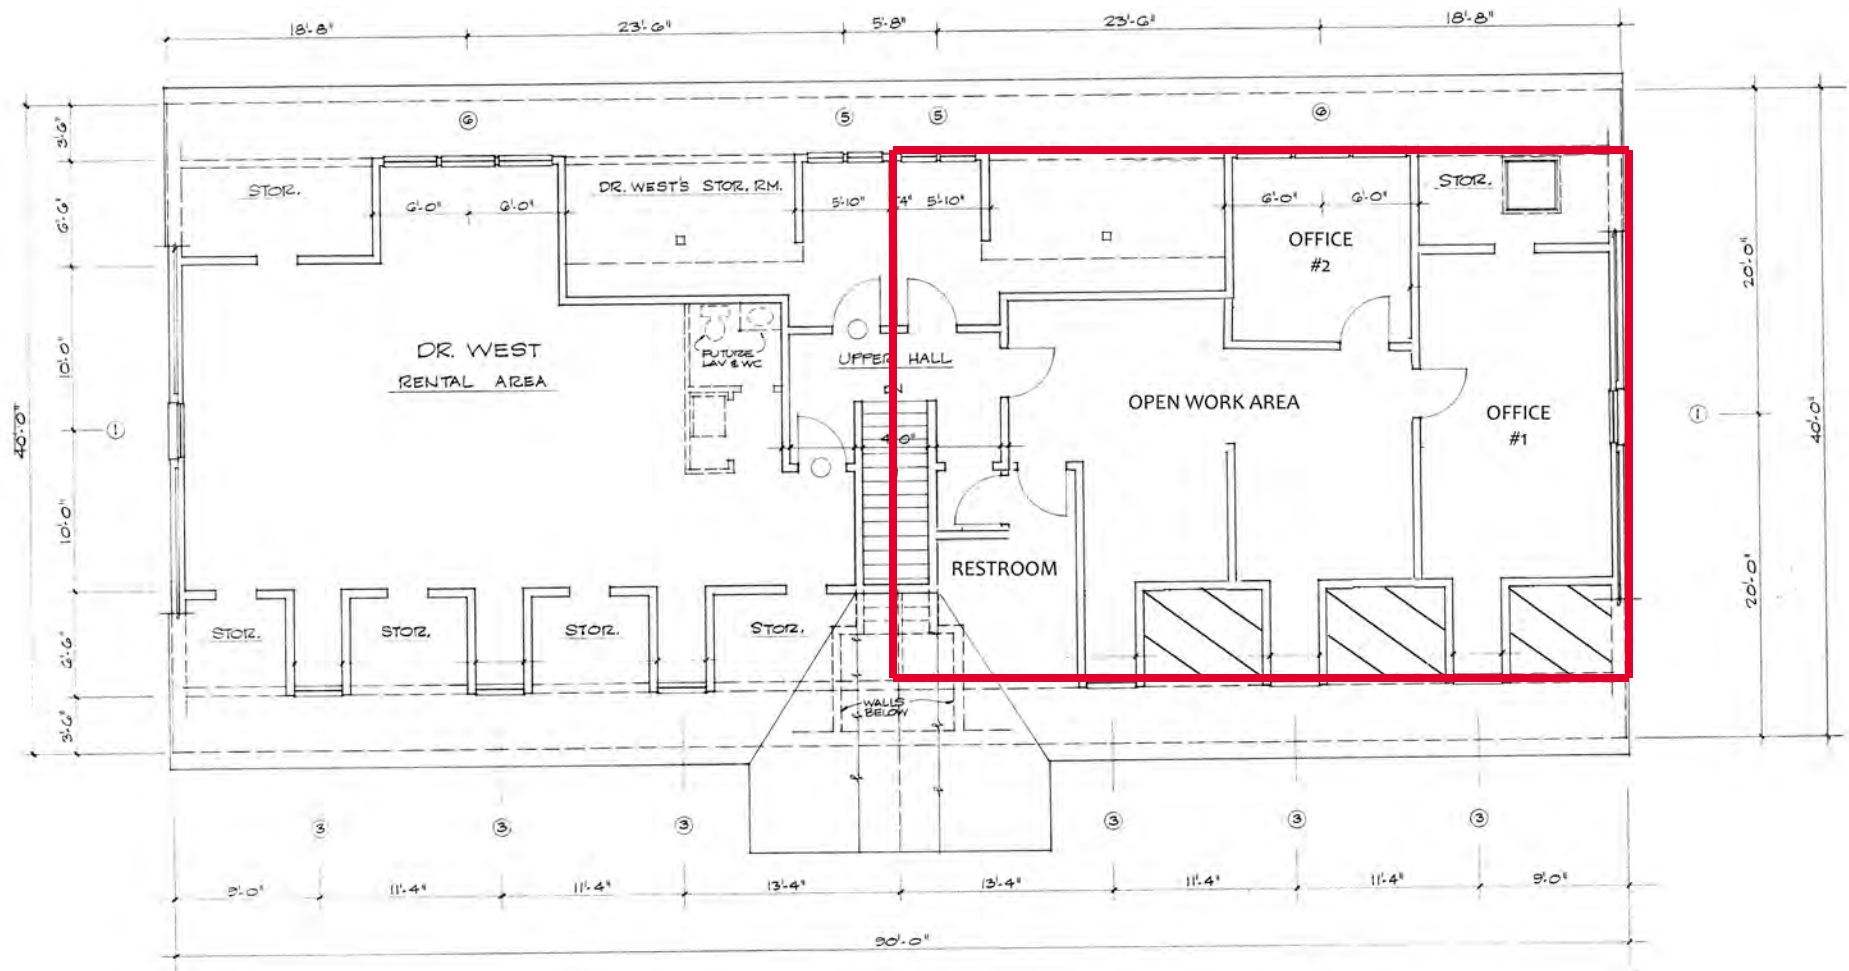 18'-8" 23'-6" 5'-8" 23'-6" 18'-8"
6 5 5 6
3'-6"
6'-6"
10'-0"
10'-0"
6'-6"
3'-6"
40'-0"
1
STOR.
6'-0" 6'-0"
DR. WEST'S STOR. RM.
5'-10" 4" 5'-10"
6'-0" 6'-0"
STOR.
OFFICE
#2
DR. WEST
RENTAL AREA
FUTURE
LAV & WC
UPPER HALL
DN
4'-0"
OPEN WORK AREA
OFFICE
#1
RESTROOM
STOR.
STOR.
STOR.
STOR.
WALLS
BELOW
20'-0"
20'-0"
40'-0"
1
3 3 3 3 3 3
9'-0" 11'-4" 11'-4" 13'-4" 13'-4" 11'-4" 11'-4" 9'-0"
90'-0"